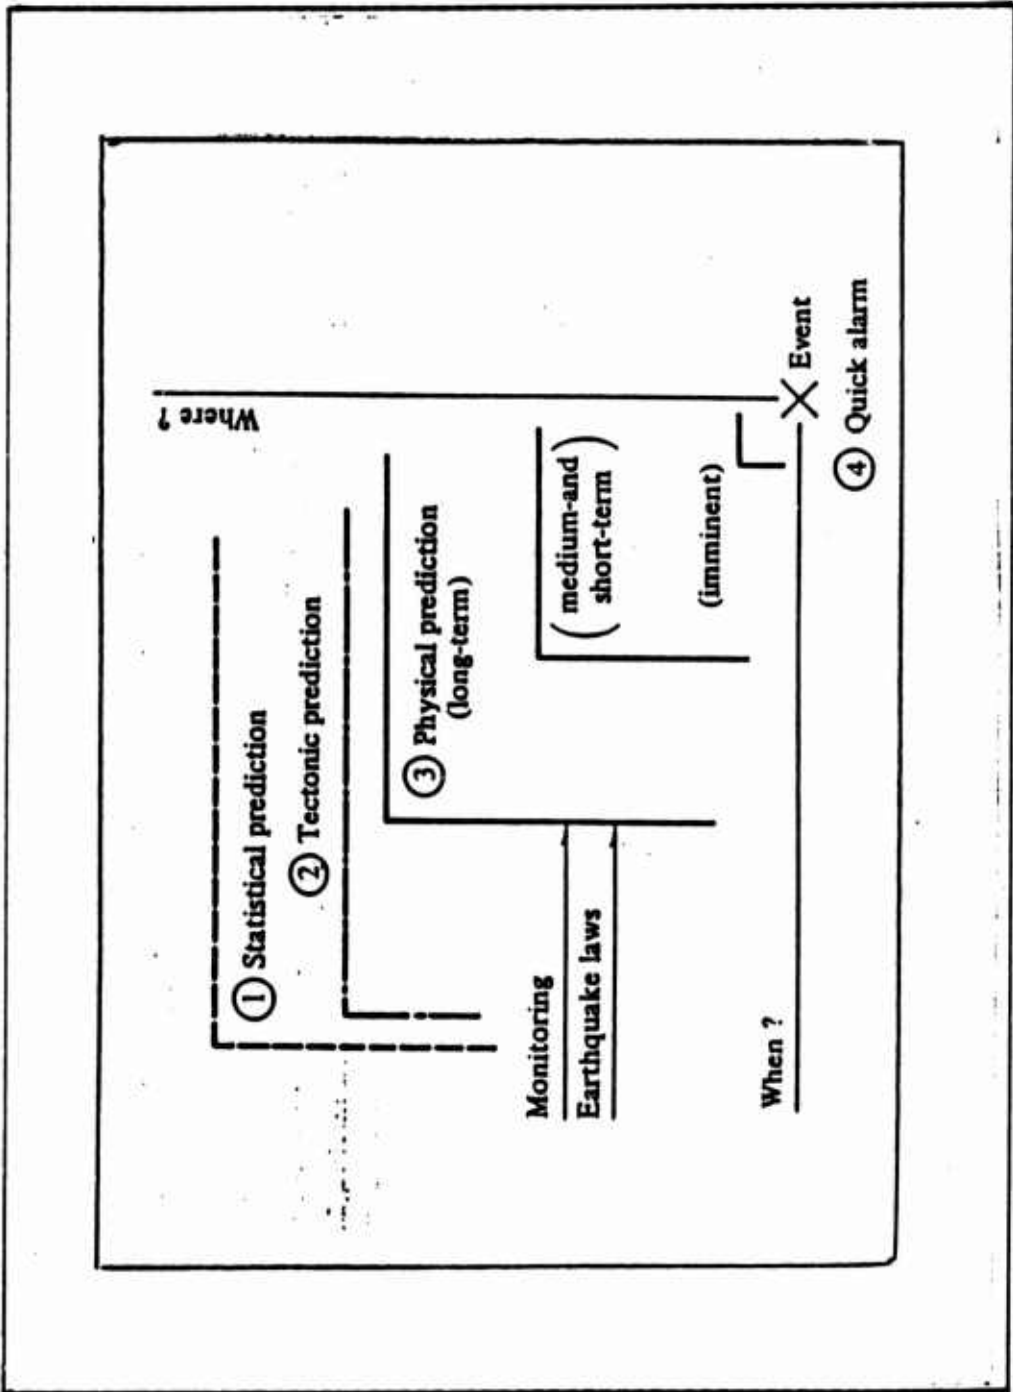 Where ?
① Statistical prediction
② Tectonic prediction
③ Physical prediction
(long-term)
Monitoring
Earthquake laws
( medium-and
short-term )
(imminent)
When ?
Event
④ Quick alarm